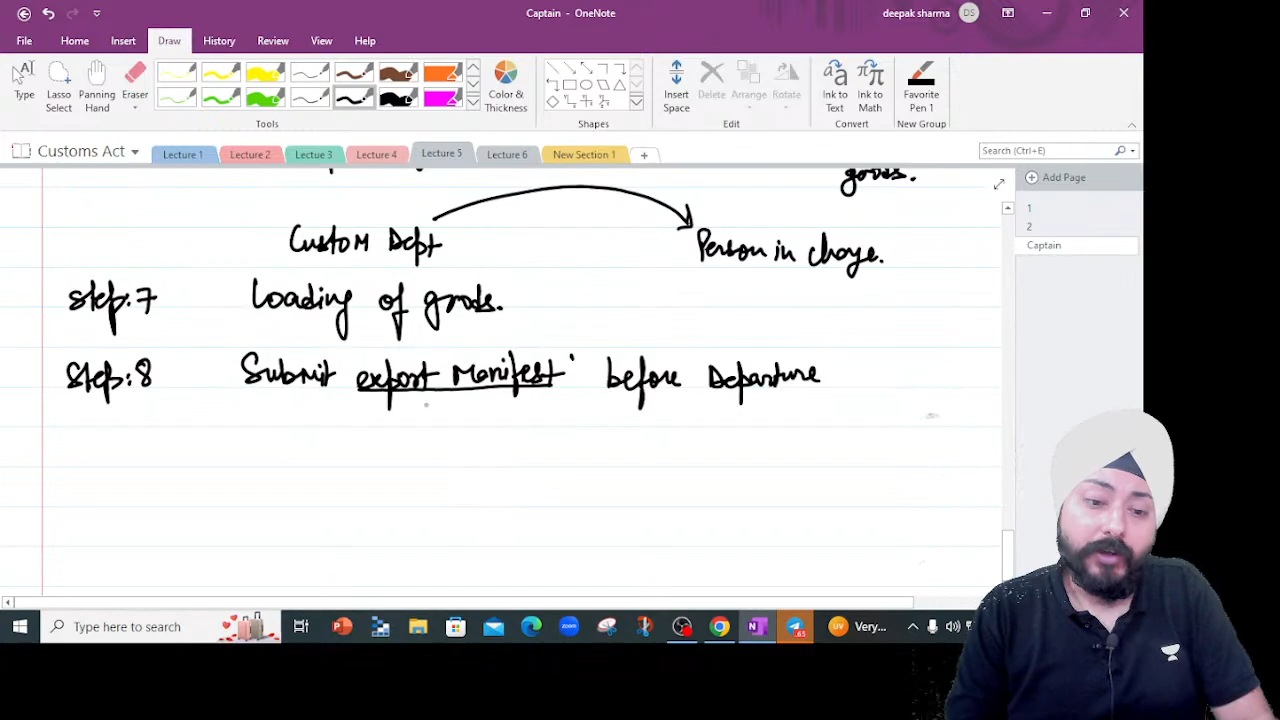 Captain - OneNote
deepak sharma DS
File Home Insert Draw History Review View Help
Type
Lasso Select
Panning Hand
Eraser
Color & Thickness
Insert Space
Delete
Arrange
Rotate
Ink to Text
Ink to Math
Favorite Pen 1
Tools
Shapes
Edit
Convert
New Group
Customs Act
Lecture 1 Lecture 2 Lectue 3 Lecture 4 Lecture 5 Lecture 6 New Section 1
Search (Ctrl+E)
Add Page
1
2
Captain
goods.
Custom Dept
Person in charge.
Step:7 Loading of goods.
Step:8 Submit export Manifest before Departure
Type here to search
65
UV
Very...